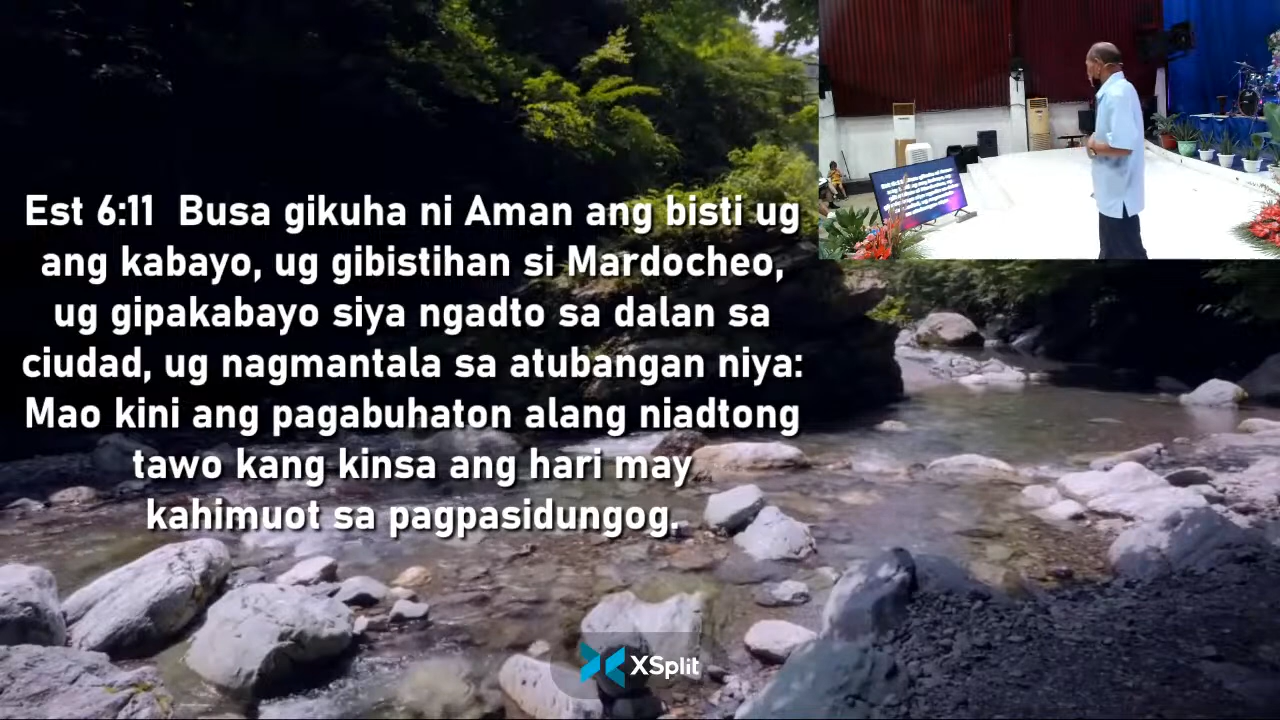 Est 6:11 Busa gikuha ni Aman ang bisti ug
ang kabayo, ug gibistihan si Mardocheo,
ug gipakabayo siya ngadto sa dalan sa
ciudad, ug nagmantala sa atubangan niya:
Mao kini ang pagabuhaton alang niadtong
tawo kang kinsa ang hari may
kahimuot sa pagpasidungog.
XSplit